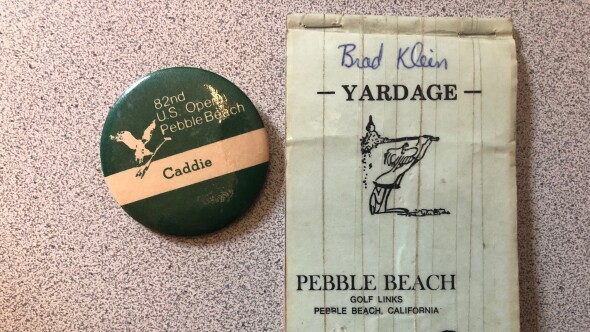 82nd
U.S. Open
Pebble Beach
Caddie
Brad Klein
- YARDAGE -
PEBBLE BEACH
GOLF LINKS
PEBBLE BEACH, CALIFORNIA